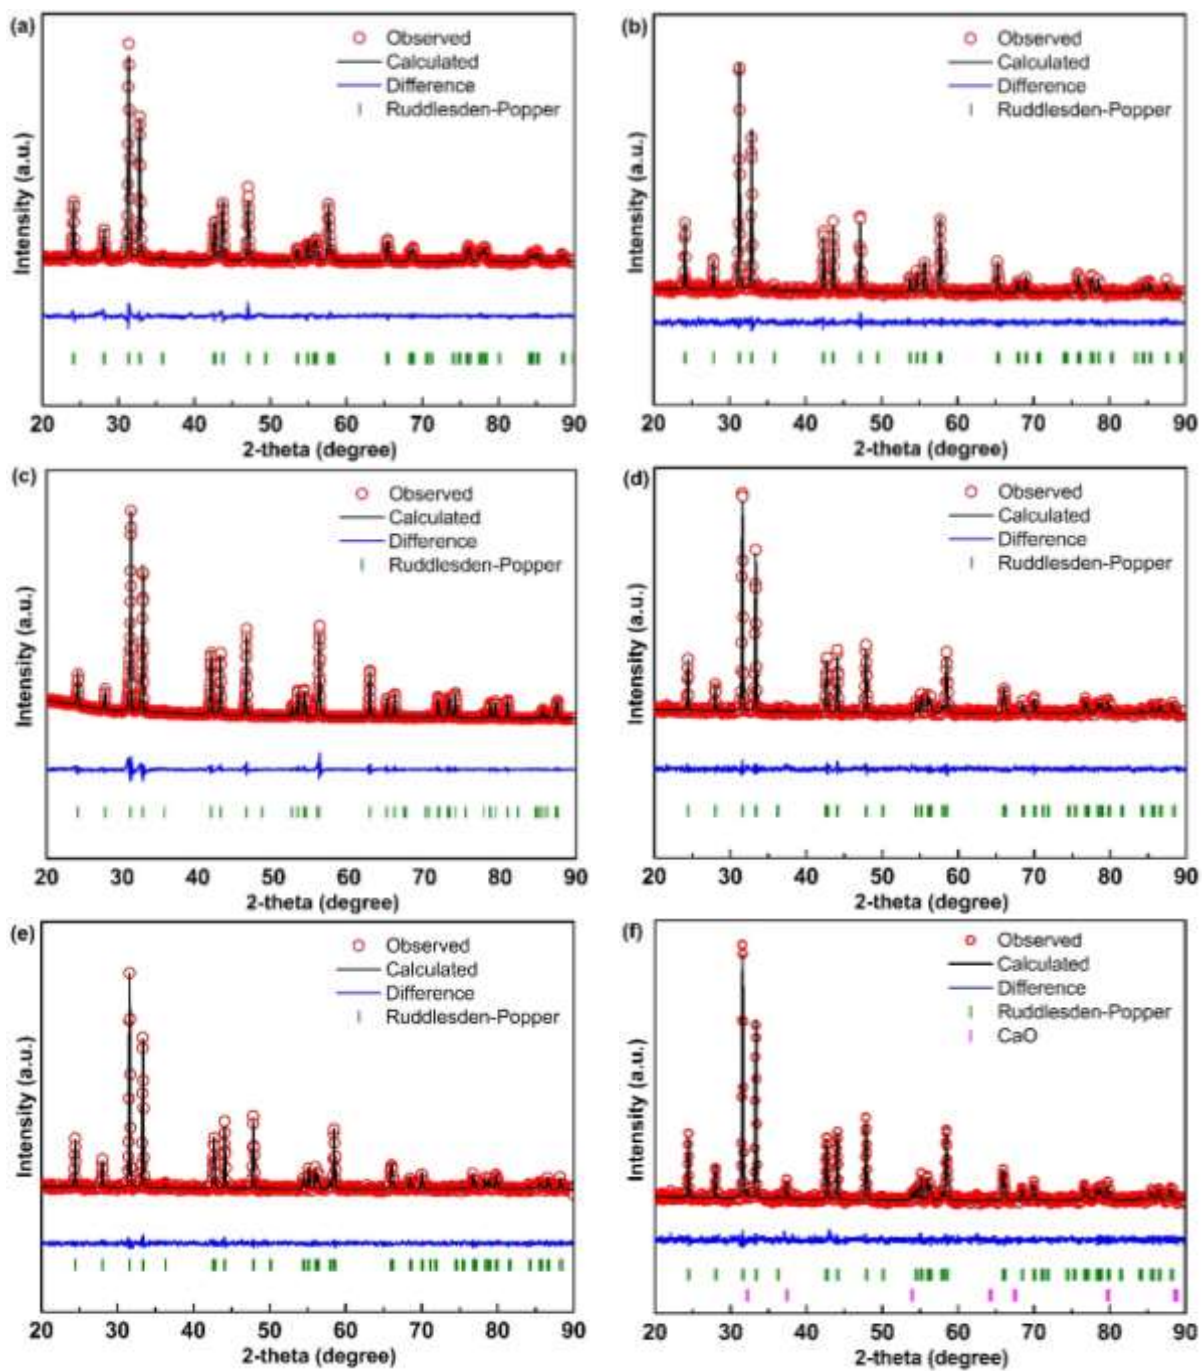 (a)
Observed
Calculated
Difference
Ruddlesden-Popper
Intensity (a.u.)
20 30 40 50 60 70 80 90
2-theta (degree)
(b)
Observed
Calculated
Difference
Ruddlesden-Popper
Intensity (a.u.)
20 30 40 50 60 70 80 90
2-theta (degree)
(c)
Observed
Calculated
Difference
Ruddlesden-Popper
Intensity (a.u.)
20 30 40 50 60 70 80 90
2-theta (degree)
(d)
Observed
Calculated
Difference
Ruddlesden-Popper
Intensity (a.u.)
20 30 40 50 60 70 80 90
2-theta (degree)
(e)
Observed
Calculated
Difference
Ruddlesden-Popper
Intensity (a.u.)
20 30 40 50 60 70 80 90
2-theta (degree)
(f)
Observed
Calculated
Difference
Ruddlesden-Popper
CaO
Intensity (a.u.)
20 30 40 50 60 70 80 90
2-theta (degree)